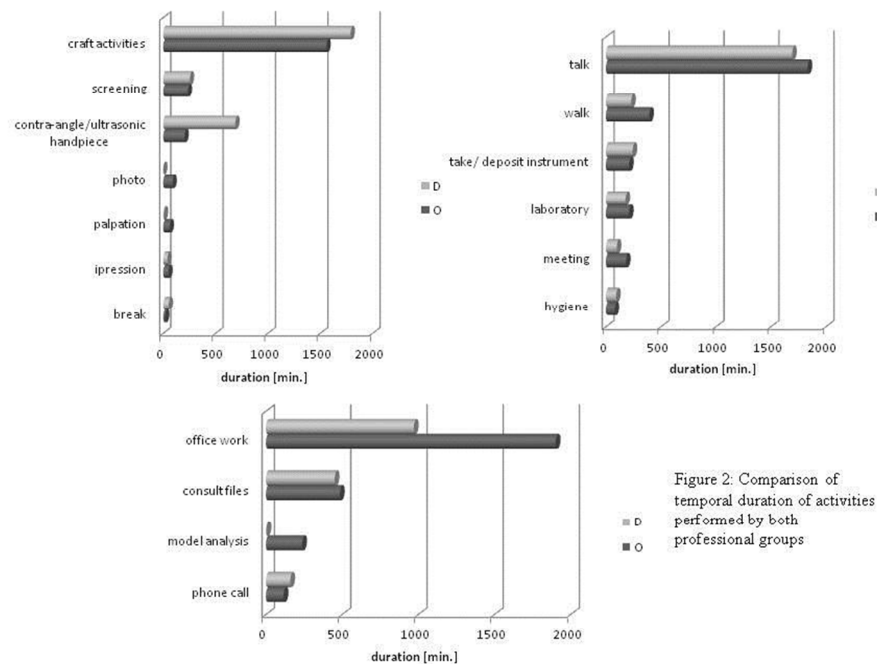 craft activities
screening
contra-angle/ultrasonic
handpiece
photo
palpation
ipression
break
0 500 1000 1500 2000
duration [min.]
D
O
talk
walk
take/ deposit instrument
laboratory
meeting
hygiene
0 500 1000 1500 2000
duration [min.]
office work
consult files
model analysis
phone call
0 500 1000 1500 2000
duration [min.]
D
O
Figure 2: Comparison of
temporal duration of activities
performed by both
professional groups